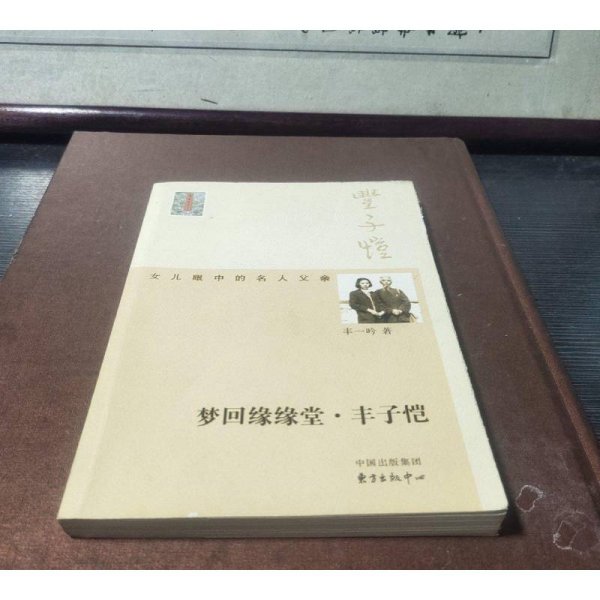 豐子愷
女儿眼中的名人父亲
丰一吟 著
梦回缘缘堂·丰子恺
中国出版集团
东方出版中心